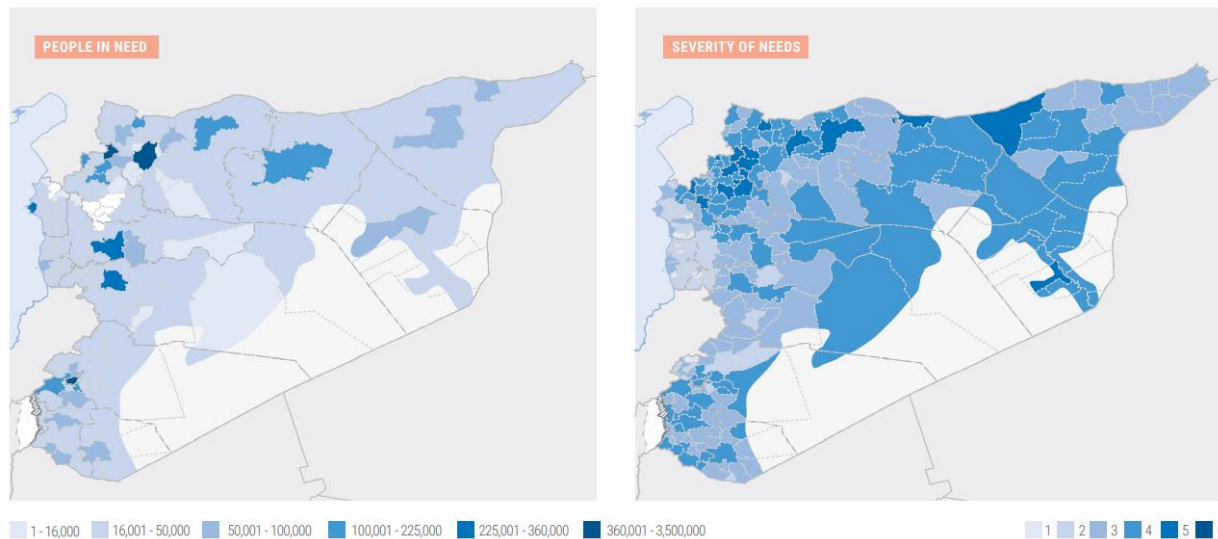 PEOPLE IN NEED
SEVERITY OF NEEDS
1 - 16,000 16,001 - 50,000 50,001 - 100,000 100,001 - 225,000 225,001 - 360,000 360,001 - 3,500,000
1 2 3 4 5